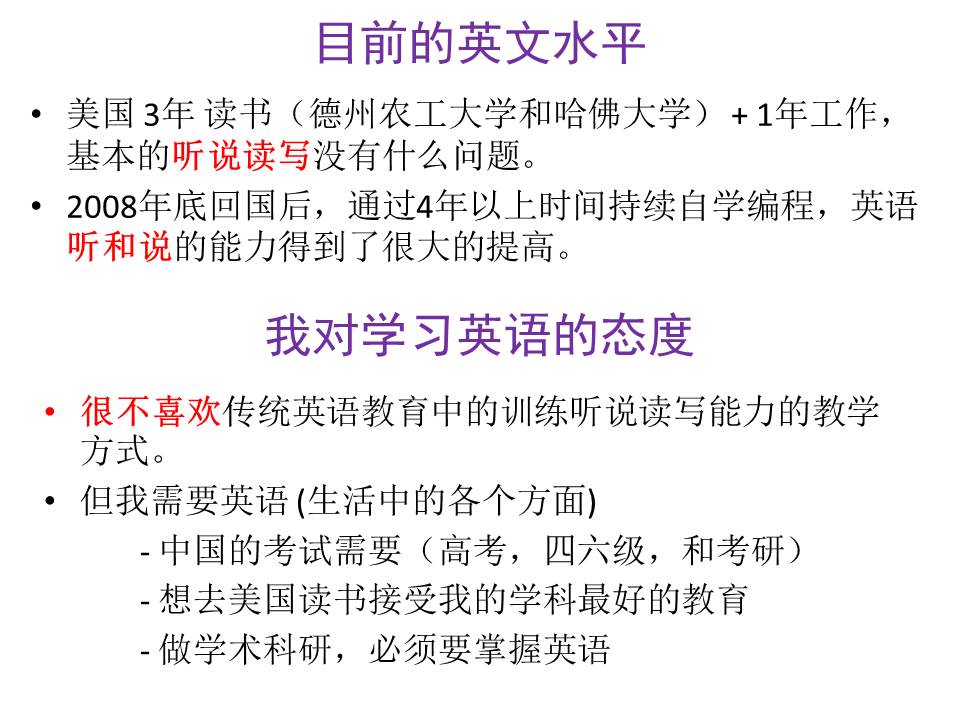 目前的英文水平
• 美国 3年 读书（德州农工大学和哈佛大学）+ 1年工作，
基本的听说读写没有什么问题。
• 2008年底回国后，通过4年以上时间持续自学编程，英语
听和说的能力得到了很大的提高。
我对学习英语的态度
• 很不喜欢传统英语教育中的训练听说读写能力的教学
方式。
• 但我需要英语 (生活中的各个方面)
- 中国的考试需要（高考，四六级，和考研）
- 想去美国读书接受我的学科最好的教育
- 做学术科研，必须要掌握英语